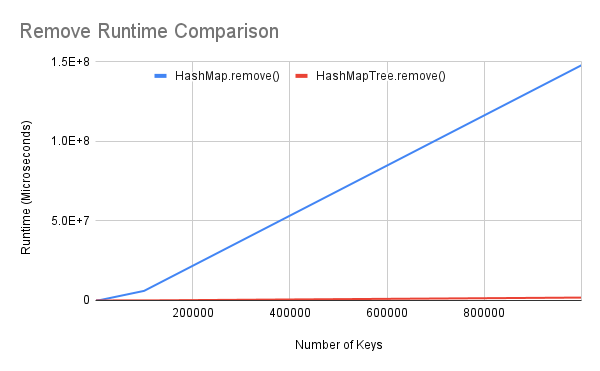 Remove Runtime Comparison
HashMap.remove() HashMapTree.remove()
Runtime (Microseconds)
1.5E+8
1.0E+8
5.0E+7
0
200000 400000 600000 800000
Number of Keys